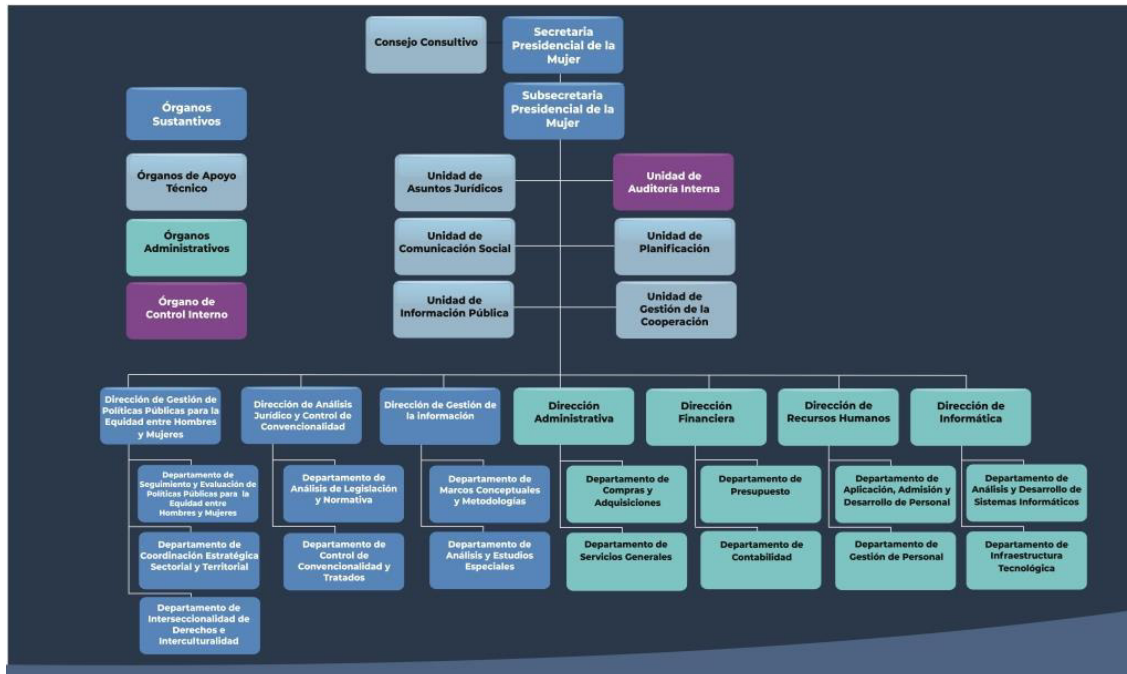 Consejo Consultivo
Secretaria
Presidencial de la
Mujer
Subsecretaria
Presidencial de la
Mujer
Órganos
Sustantivos
Órganos de Apoyo
Técnico
Órganos
Administrativos
Órgano de
Control Interno
Unidad de
Asuntos Jurídicos
Unidad de
Auditoría Interna
Unidad de
Comunicación Social
Unidad de
Planificación
Unidad de
Información Pública
Unidad de
Gestión de la
Cooperación
Dirección de Gestión de
Políticas Públicas para la
Equidad entre Hombres
y Mujeres
Dirección de Análisis
Jurídico y Control de
Convencionalidad
Dirección de Gestión de
la información
Dirección
Administrativa
Dirección
Financiera
Dirección de
Recursos Humanos
Dirección de
Informática
Departamento de
Seguimiento y Evaluación de
Políticas Públicas para la
Equidad entre
Hombres y Mujeres
Departamento de
Análisis de Legislación y
Normativa
Departamento de
Marcos Conceptuales
y Metodologías
Departamento de
Compras y
Adquisiciones
Departamento de
Presupuesto
Departamento de
Aplicación, Admisión y
Desarrollo de Personal
Departamento de
Análisis y Desarrollo de
Sistemas Informáticos
Departamento de
Coordinación Estratégica
Sectorial y Territorial
Departamento de
Control de
Convencionalidad y
Tratados
Departamento de
Análisis y Estudios
Especiales
Departamento de
Servicios Generales
Departamento de
Contabilidad
Departamento de
Gestión de Personal
Departamento de
Infraestructura
Tecnológica
Departamento de
Interseccionalidad de
Derechos e
Interculturalidad